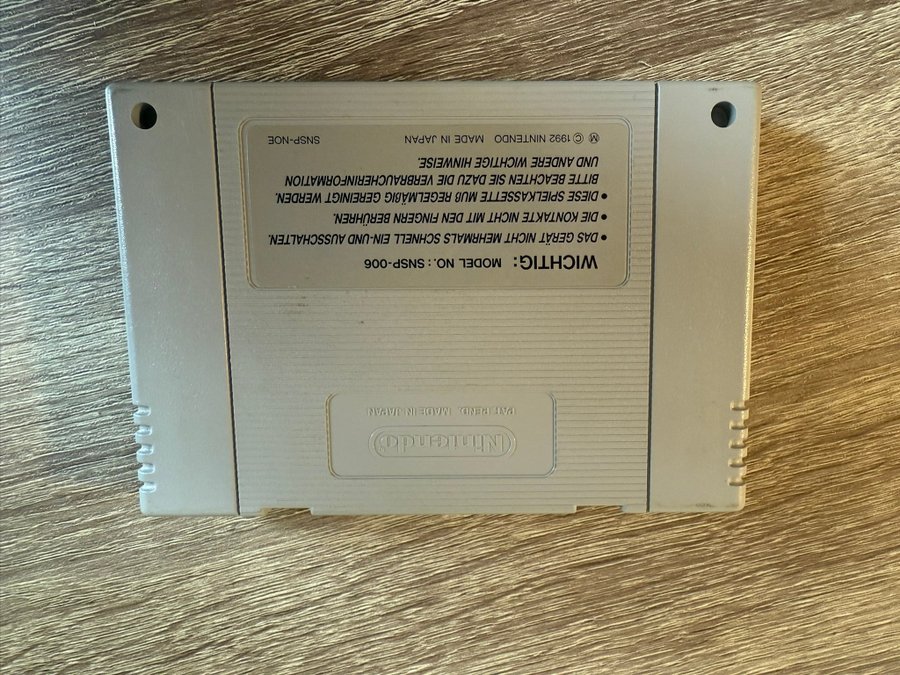 WICHTIG: MODEL NO.: SNSP-006
• DAS GERÄT NICHT MEHRMALS SCHNELL EIN-UND AUSSCHALTEN.
• DIE KONTAKTE NICHT MIT DEN FINGERN BERÜHREN.
• DIESE SPIELKASSETTE MUß REGELMÄßIG GEREINIGT WERDEN.
BITTE BEACHTEN SIE DAZU DIE VERBRAUCHERINFORMATION
UND ANDERE WICHTIGE HINWEISE.
Ⓜ © 1992 NINTENDO MADE IN JAPAN SNSP-NOE
Nintendo®
PAT. PEND. MADE IN JAPAN